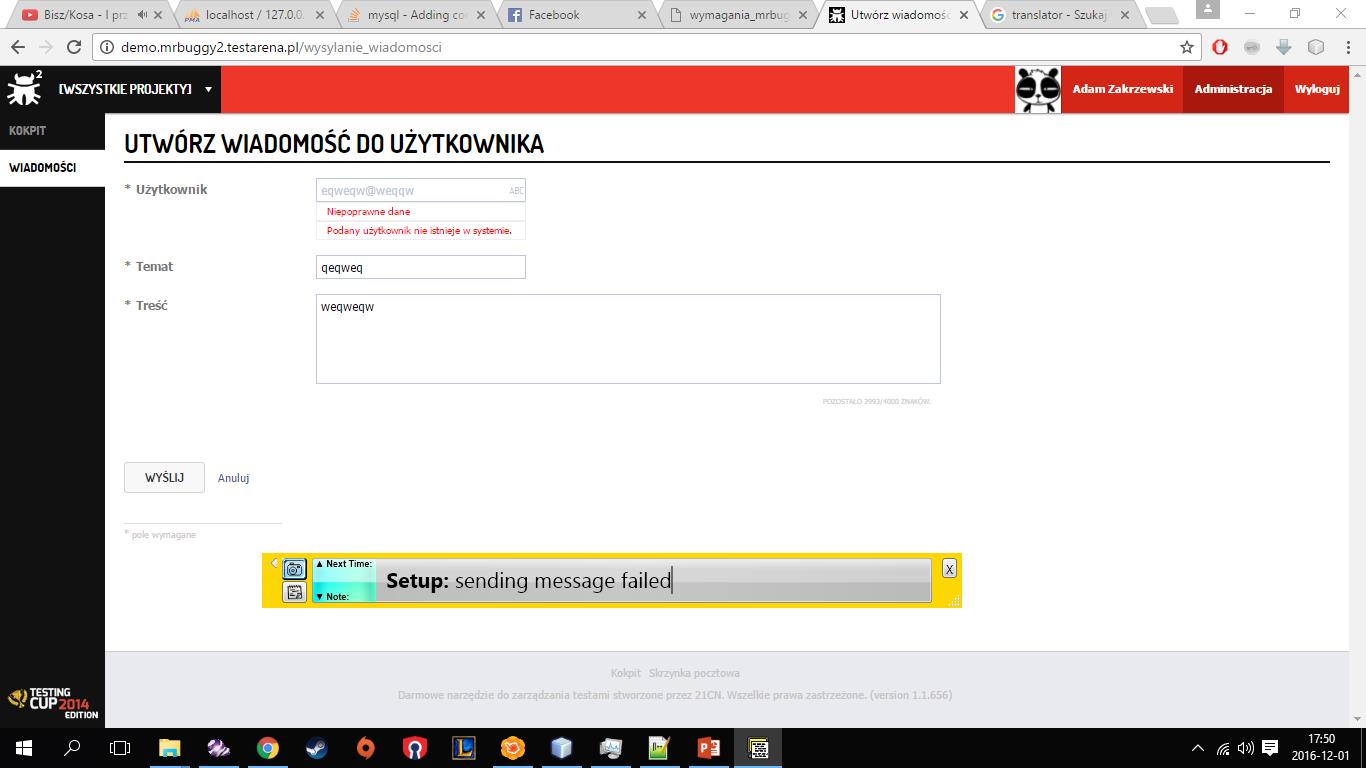 Bisz/Kosa - I prz
localhost / 127.0.0.
mysql - Adding co
Facebook
wymagania_mrbug
Utwórz wiadomość
translator - Szukaj
demo.mrbuggy2.testarena.pl/wysylanie_wiadomosci
2
[WSZYSTKIE PROJEKTY]
Adam Zakrzewski
Administracja
Wyloguj
KOKPIT
WIADOMOŚCI
UTWÓRZ WIADOMOŚĆ DO UŻYTKOWNIKA
* Użytkownik
eqweqw@weqqw
ABC
Niepoprawne dane
Podany użytkownik nie istnieje w systemie.
* Temat
qeqweq
* Treść
weqweqw
POZOSTAŁO 3993/4000 ZNAKÓW.
WYŚLIJ
Anuluj
* pole wymagane
▲ Next Time:
Setup: sending message failed
▼ Note:
X
Kokpit Skrzynka pocztowa
Darmowe narzędzie do zarządzania testami stworzone przez 21CN. Wszelkie prawa zastrzeżone. (version 1.1.656)
TESTING
CUP 2014
EDITION
17:50
2016-12-01